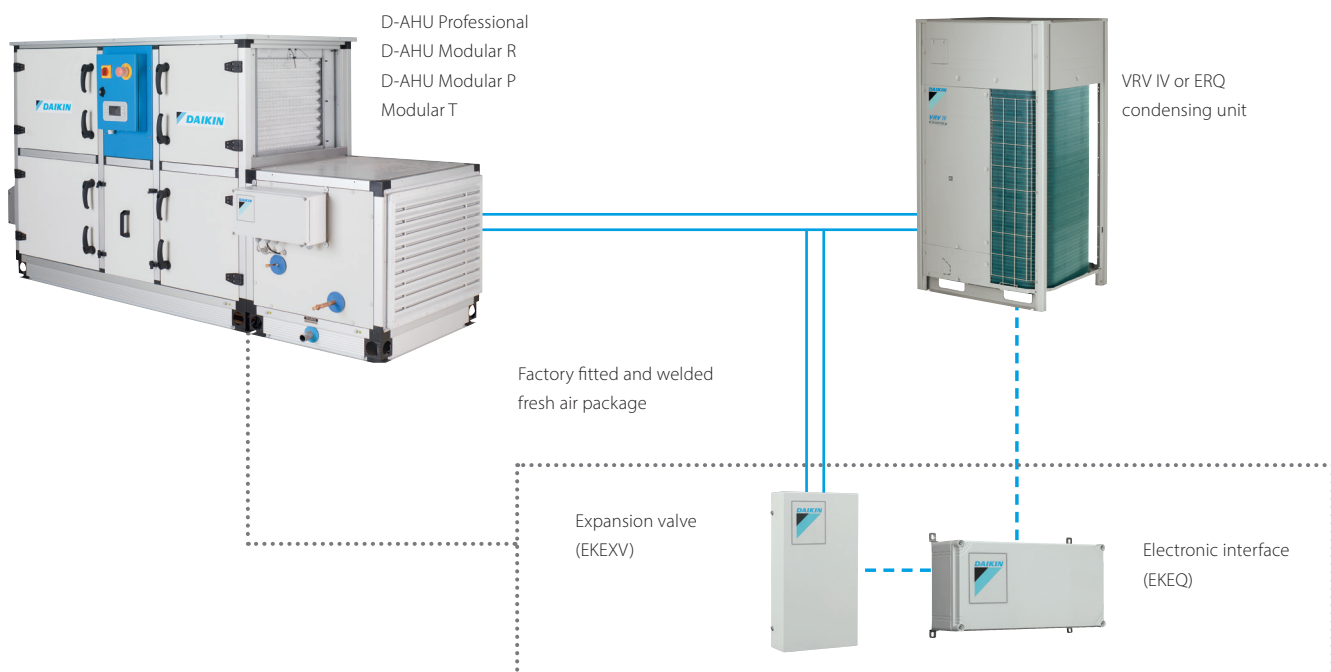 D-AHU Professional
D-AHU Modular R
D-AHU Modular P
Modular T
VRV IV or ERQ
condensing unit
DAIKIN
DAIKIN
DAIKIN
VRV IV
Factory fitted and welded
fresh air package
Expansion valve
(EKEXV)
DAIKIN
DAIKIN
Electronic interface
(EKEQ)